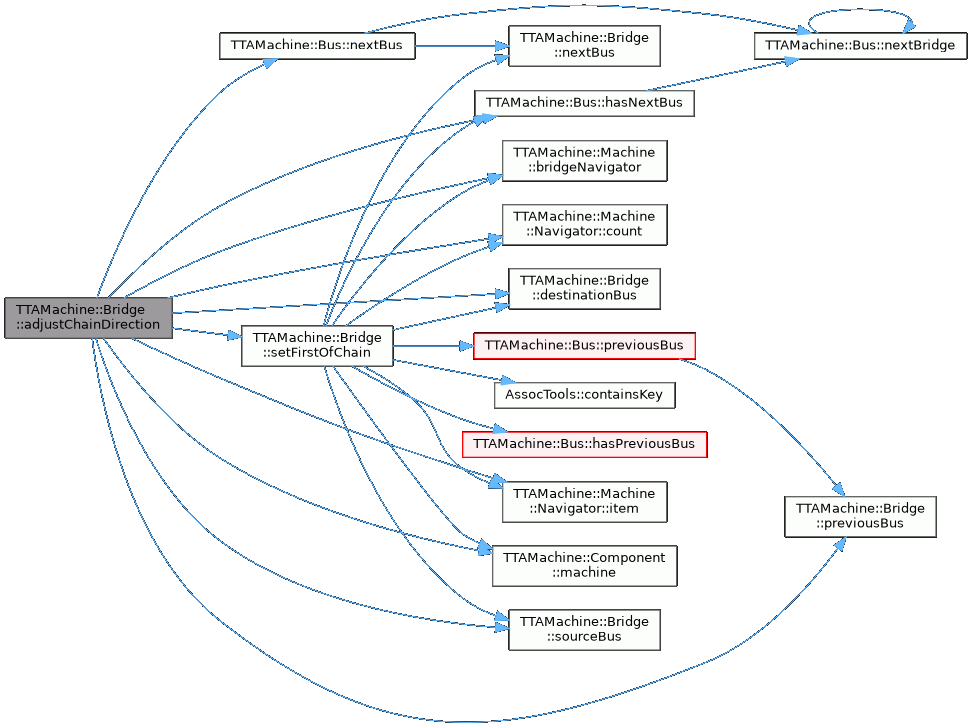 TTAMachine::Bus::nextBus
TTAMachine::Bridge
::nextBus
TTAMachine::Bus::nextBridge
TTAMachine::Bus::hasNextBus
TTAMachine::Machine
::bridgeNavigator
TTAMachine::Machine
::Navigator::count
TTAMachine::Bridge
::destinationBus
TTAMachine::Bridge
::adjustChainDirection
TTAMachine::Bridge
::setFirstOfChain
TTAMachine::Bus::previousBus
AssocTools::containsKey
TTAMachine::Bus::hasPreviousBus
TTAMachine::Machine
::Navigator::item
TTAMachine::Bridge
::previousBus
TTAMachine::Component
::machine
TTAMachine::Bridge
::sourceBus